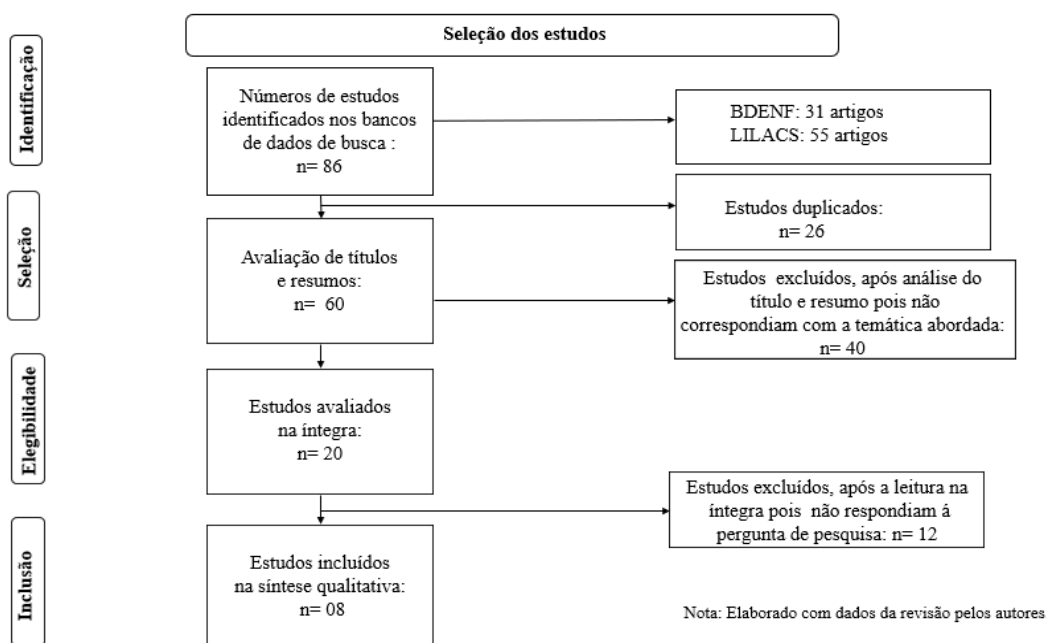 Seleção dos estudos
Identificação
Números de estudos
identificados nos bancos
de dados de busca :
n= 86
BDENF: 31 artigos
LILACS: 55 artigos
Seleção
Estudos duplicados:
n= 26
Avaliação de títulos
e resumos:
n= 60
Estudos excluídos, após análise do
título e resumo pois não
correspondiam com a temática abordada:
n= 40
Elegibilidade
Estudos avaliados
na íntegra:
n= 20
Estudos excluídos, após a leitura na
íntegra pois não respondiam á
pergunta de pesquisa: n= 12
Inclusão
Estudos incluídos
na síntese qualitativa:
n= 08
Nota: Elaborado com dados da revisão pelos autores